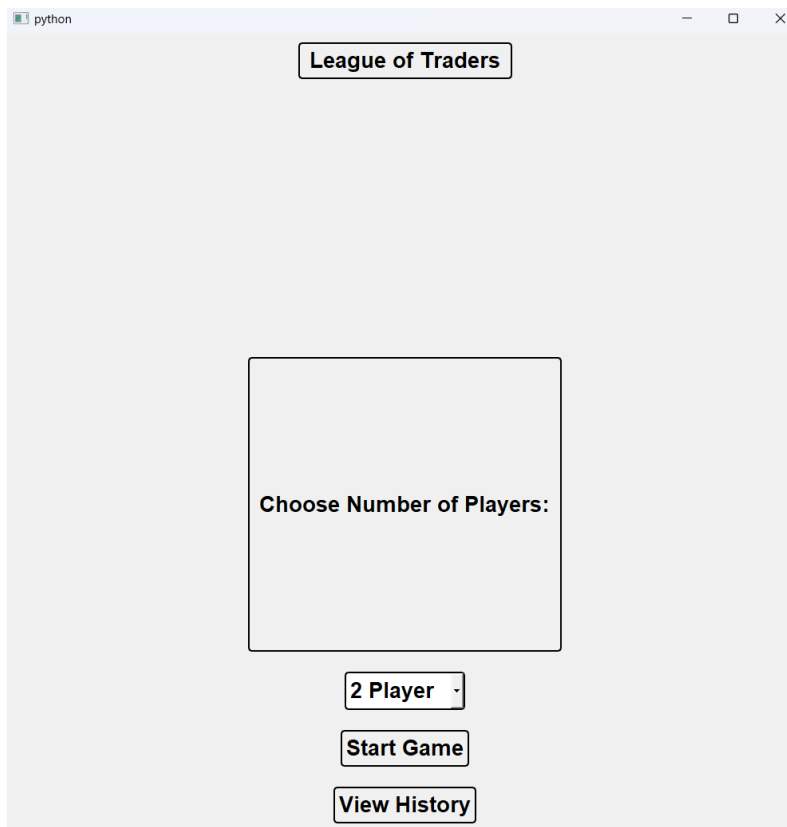 python
League of Traders
Choose Number of Players:
2 Player
Start Game
View History